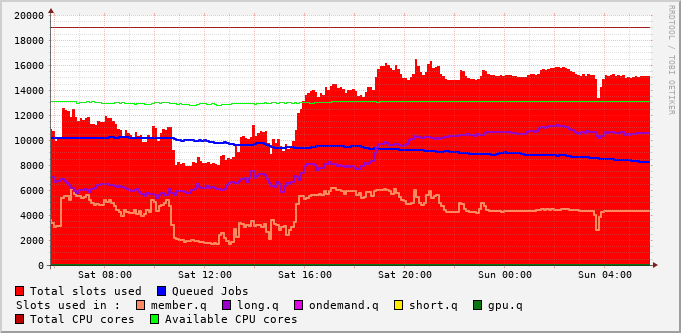 20000
18000
16000
14000
12000
10000
8000
6000
4000
2000
0
Sat 08:00 Sat 12:00 Sat 16:00 Sat 20:00 Sun 00:00 Sun 04:00
Total slots used Queued Jobs
Slots used in : member.q long.q ondemand.q short.q gpu.q
Total CPU cores Available CPU cores
RRDTOOL / TOBI OETIKER